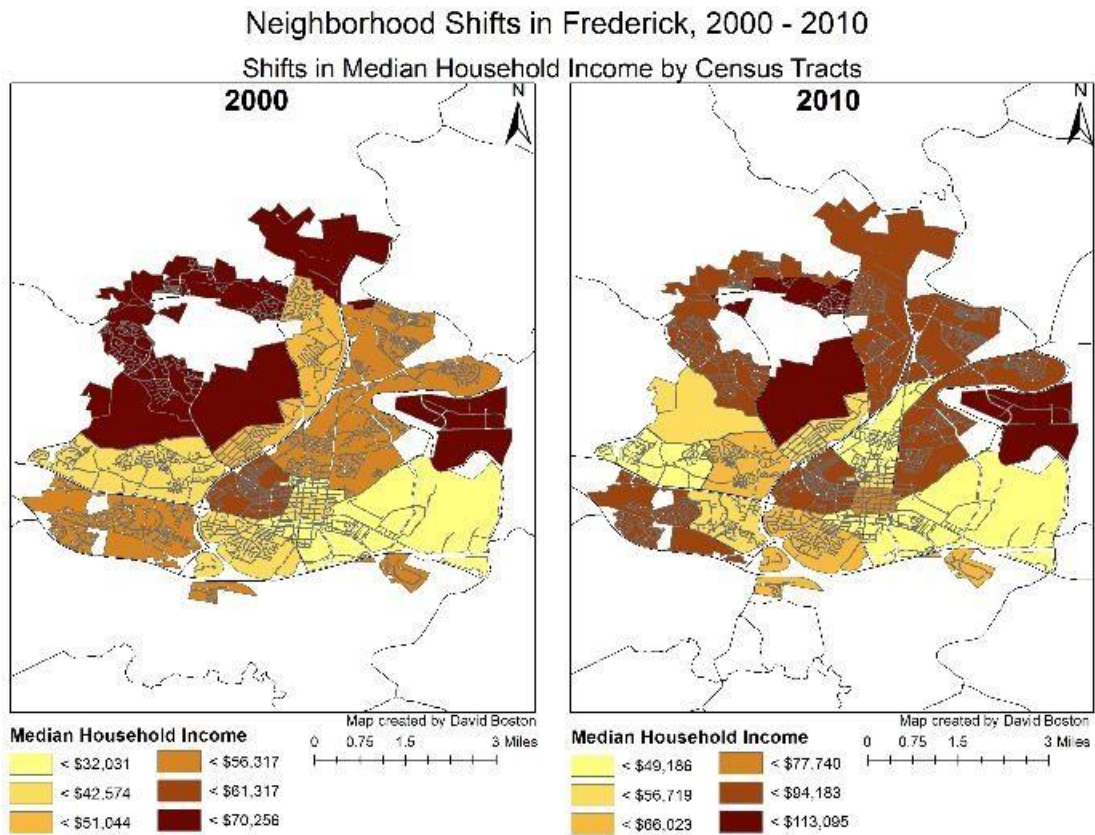 Neighborhood Shifts in Frederick, 2000 - 2010
Shifts in Median Household Income by Census Tracts
2000
N
2010
N
Map created by David Boston
Median Household Income
< $32,031
< $42,574
< $51,044
< $56,317
< $61,317
< $70,256
0 0.75 1.5 3 Miles
Map created by David Boston
Median Household Income
< $49,186
< $56,719
< $66,023
< $77,740
< $94,183
< $113,095
0 0.75 1.5 3 Miles